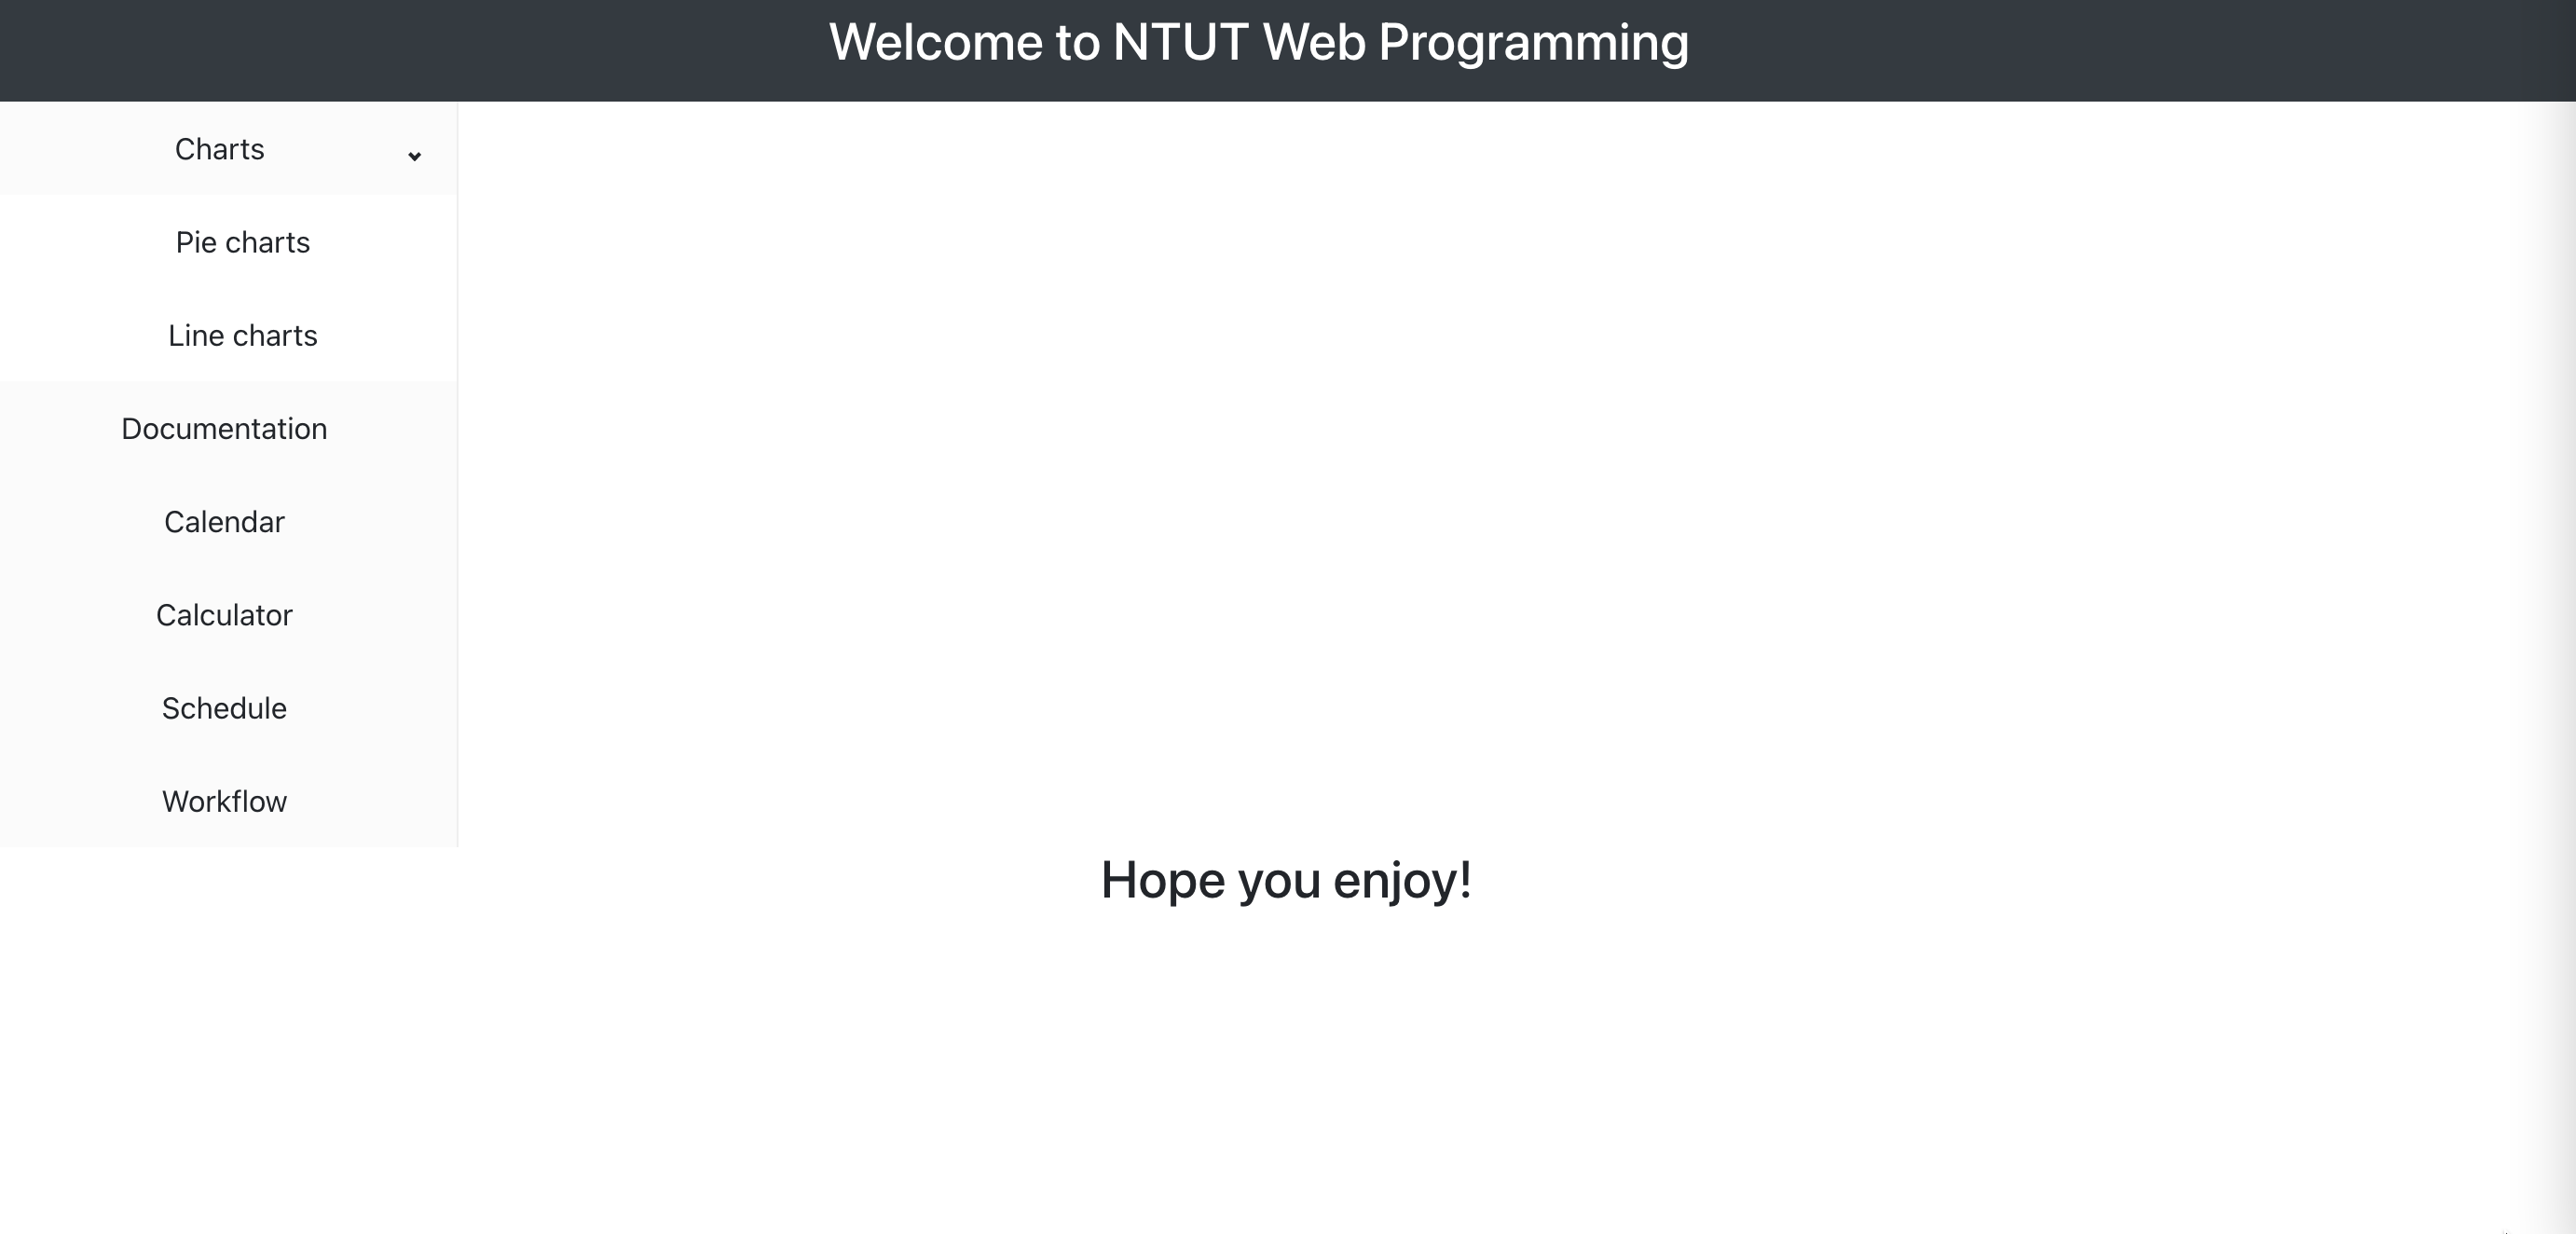 Welcome to NTUT Web Programming
Charts
Pie charts
Line charts
Documentation
Calendar
Calculator
Schedule
Workflow
Hope you enjoy!